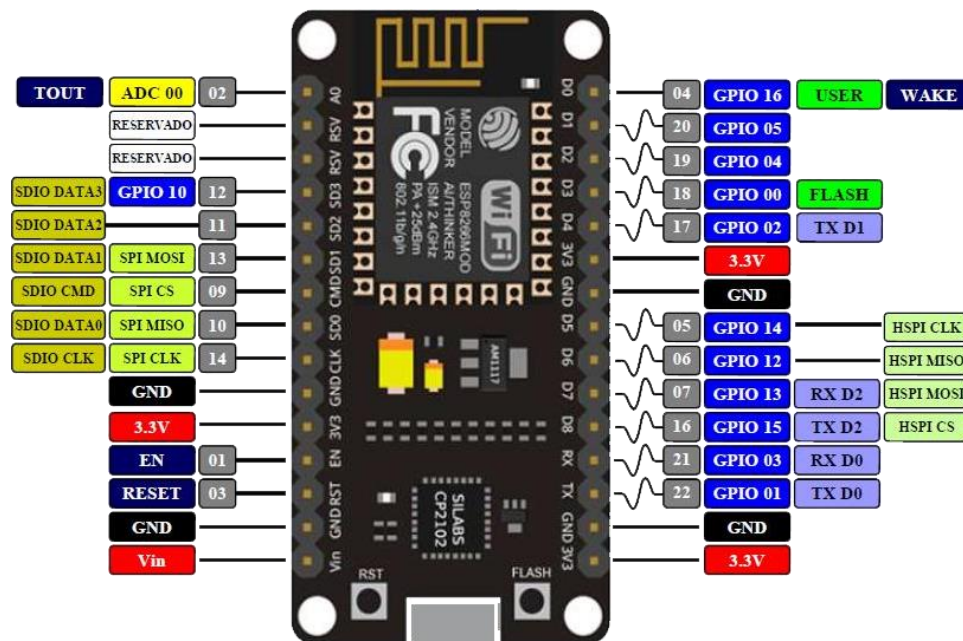 TOUT ADC 00 02 A0 D0 04 GPIO 16 USER WAKE
RESERVADO RSV D1 20 GPIO 05
RESERVADO RSV D2 19 GPIO 04
SDIO DATA3 GPIO 10 12 SD3 D3 18 GPIO 00 FLASH
SDIO DATA2 11 SD2 D4 17 GPIO 02 TX D1
SDIO DATA1 SPI MOSI 13 SD1 3V3 3.3V
SDIO CMD SPI CS 09 CMD GND GND
SDIO DATA0 SPI MISO 10 SD0 D5 05 GPIO 14 HSPI CLK
SDIO CLK SPI CLK 14 CLK D6 06 GPIO 12 HSPI MISO
GND GND D7 07 GPIO 13 RX D2 HSPI MOSI
3.3V 3V3 D8 16 GPIO 15 TX D2 HSPI CS
EN 01 EN RX 21 GPIO 03 RX D0
RESET 03 RST TX 22 GPIO 01 TX D0
GND GND GND GND
Vin Vin 3V3 3.3V
MODEL
VENDOR
ESP8266MOD
AI/THINKER
ISM 2.4GHz
PA +25dBm
802.11b/g/n
FC
Wi Fi
AM1117
SILABS
CP2102
RST
FLASH